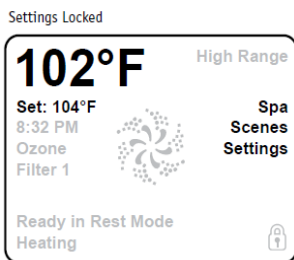 Settings Locked
102°F
High Range
Set: 104°F
Spa
8:32 PM
Scenes
Ozone
Settings
Filter 1
Ready in Rest Mode
Heating